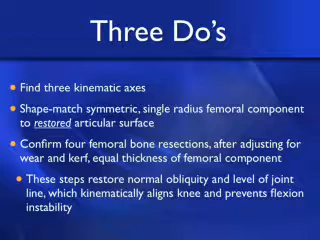 Three Do's
Find three kinematic axes
Shape-match symmetric, single radius femoral component
to restored articular surface
Confirm four femoral bone resections, after adjusting for
wear and kerf, equal thickness of femoral component
These steps restore normal obliquity and level of joint
line, which kinematically aligns knee and prevents flexion
instability